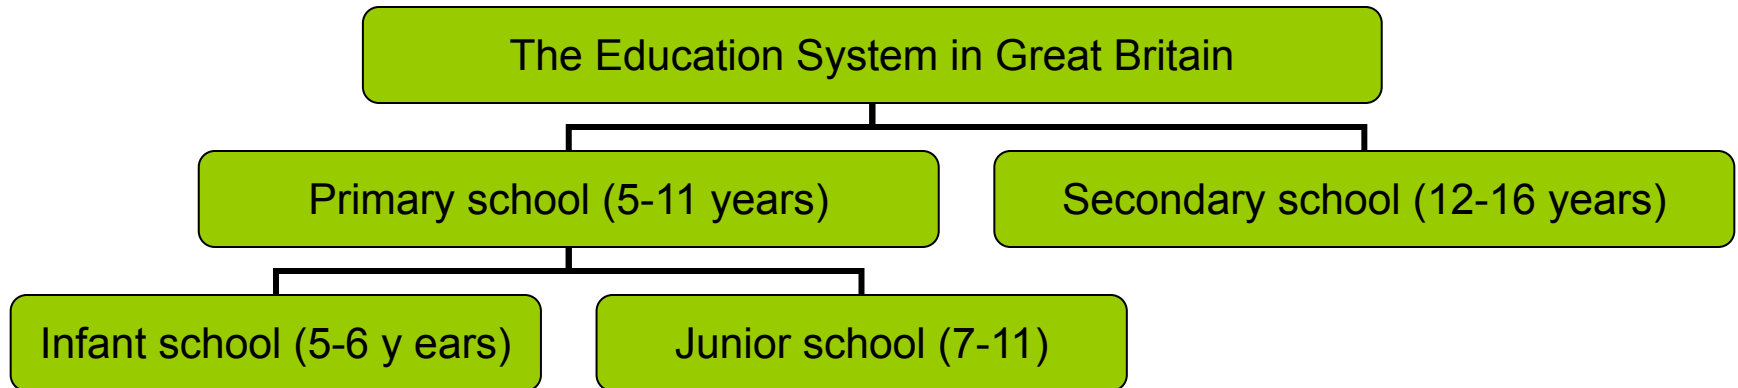 The Education System in Great Britain
Primary school (5-11 years)
Secondary school (12-16 years)
Infant school (5-6 y ears)
Junior school (7-11)